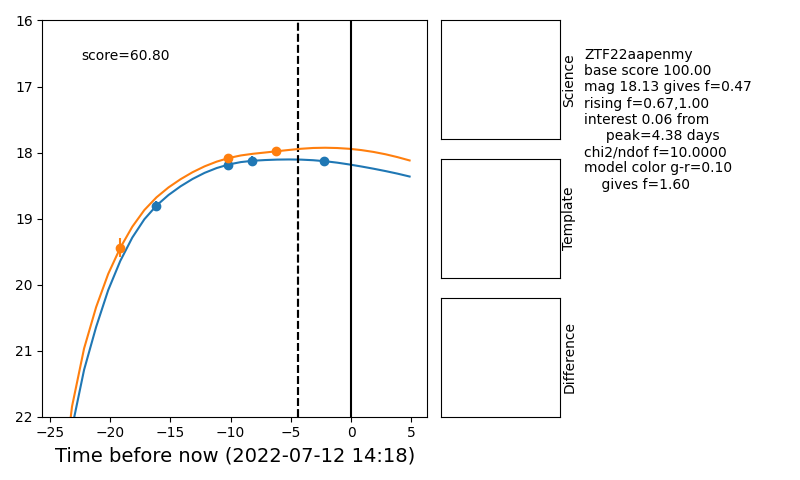 16
17
18
19
20
21
22
score=60.80
−25
−20
−15
−10
−5
0
5
Time before now (2022-07-12 14:18)
Science
Template
Difference
ZTF22aapenmy
base score 100.00
mag 18.13 gives f=0.47
rising f=0.67,1.00
interest 0.06 from
peak=4.38 days
chi2/ndof f=10.0000
model color g-r=0.10
gives f=1.60